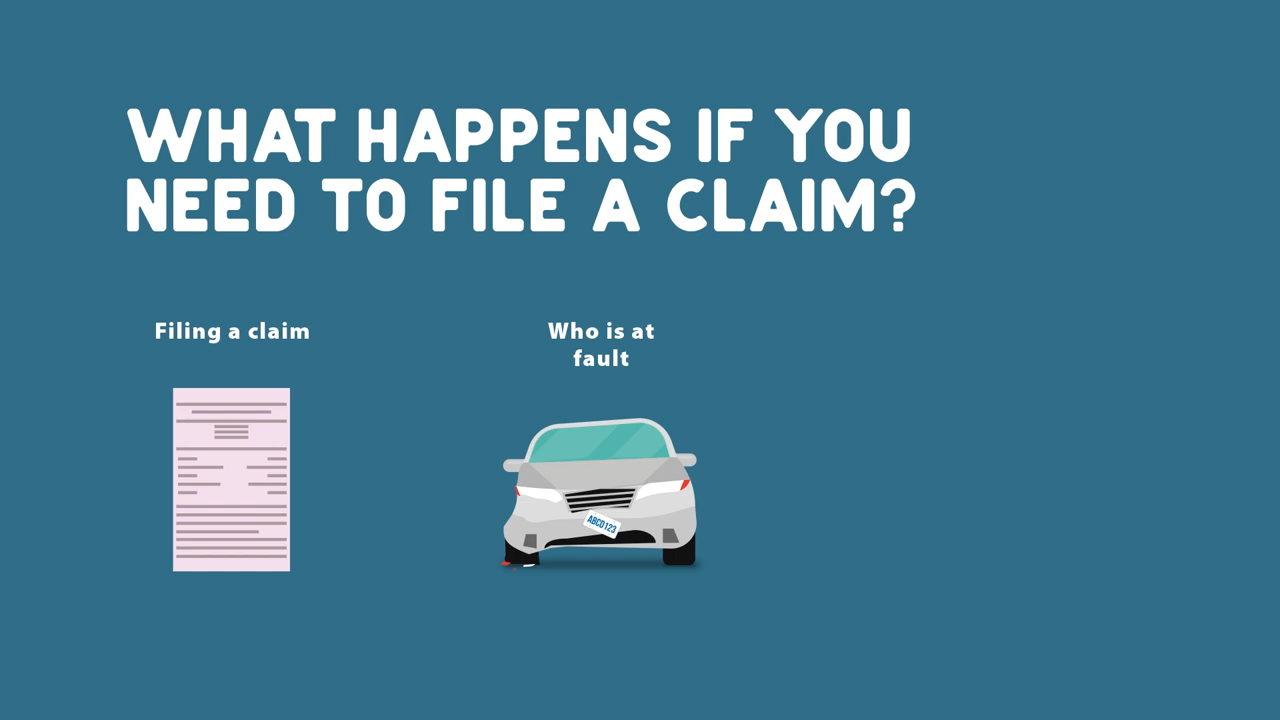 WHAT HAPPENS IF YOU
NEED TO FILE A CLAIM?
Filing a claim
Who is at
fault
ABCD123